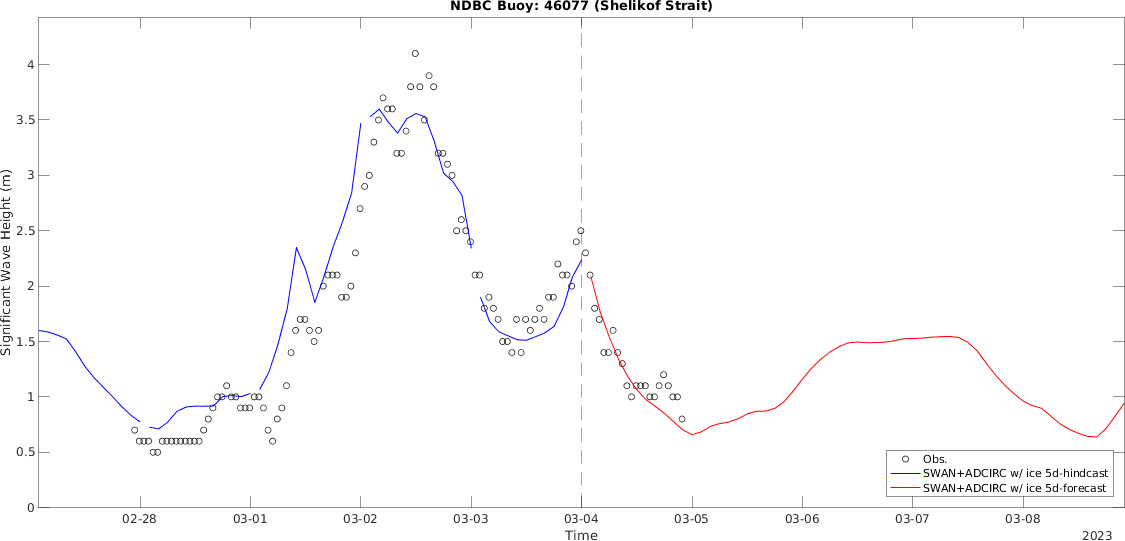 NDBC Buoy: 46077 (Shelikof Strait)
Significant Wave Height (m)
4
3.5
3
2.5
2
1.5
1
0.5
0
Obs.
SWAN+ADCIRC w/ ice 5d-hindcast
SWAN+ADCIRC w/ ice 5d-forecast
02-28 03-01 03-02 03-03 03-04 03-05 03-06 03-07 03-08
Time
2023